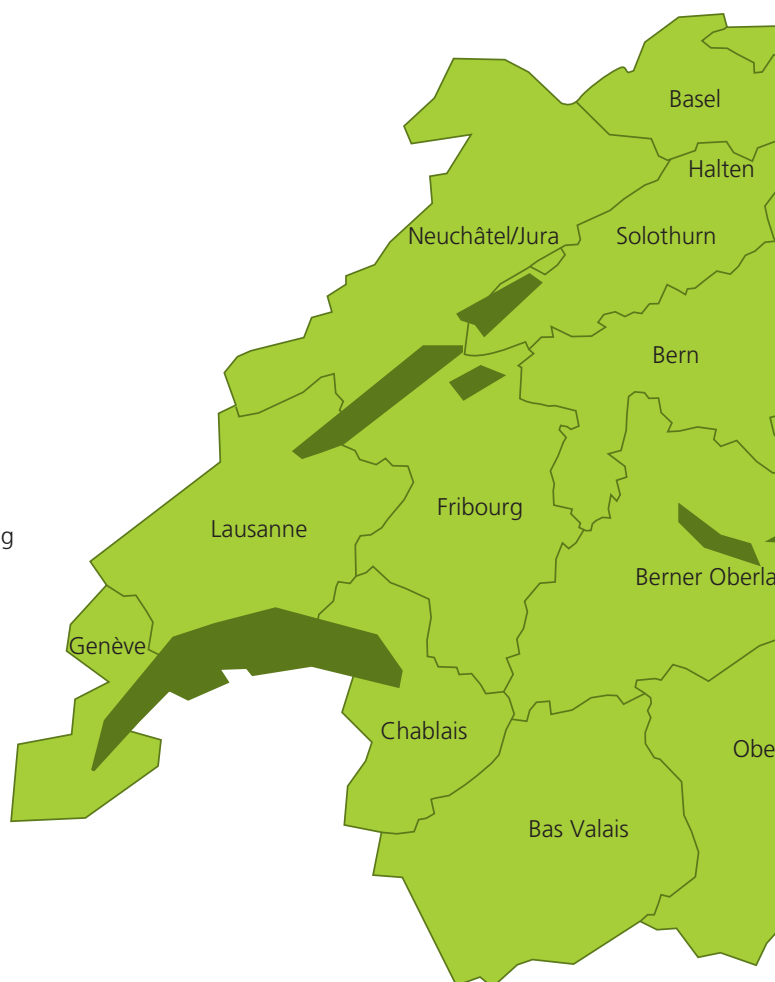 Basel
Halten
Neuchâtel/Jura
Solothurn
Bern
Fribourg
Lausanne
g
Berner Oberla
Genève
Chablais
Obe
Bas Valais